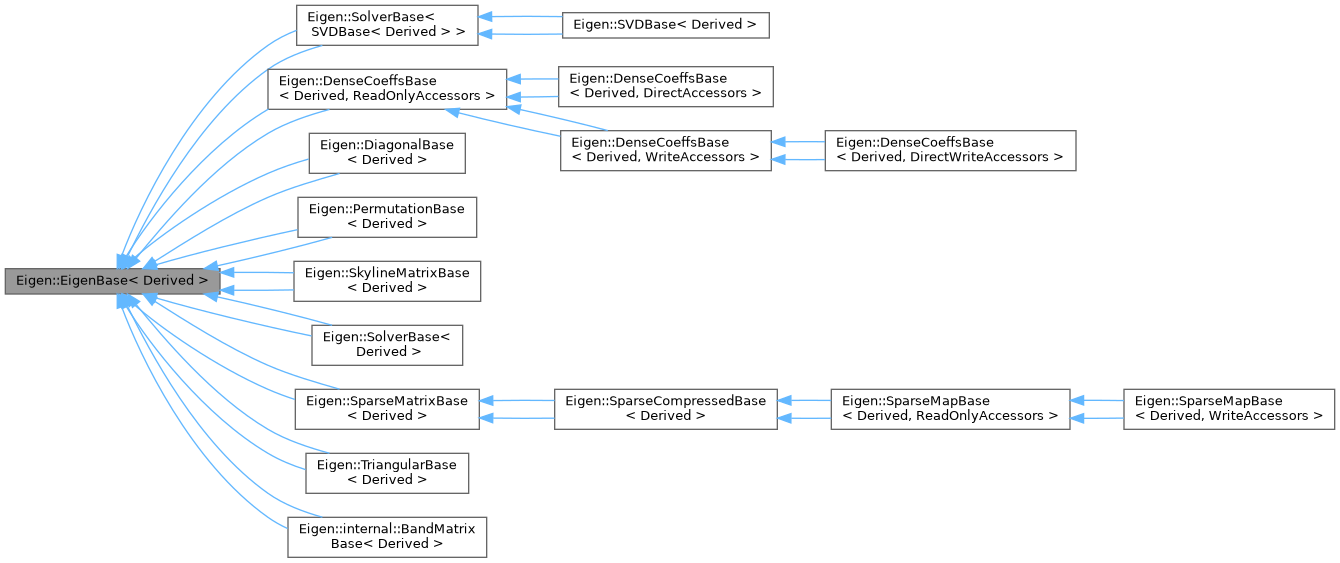 Eigen::EigenBase< Derived >
Eigen::SolverBase<
SVDBase< Derived > >
Eigen::SVDBase< Derived >
Eigen::DenseCoeffsBase
< Derived, ReadOnlyAccessors >
Eigen::DenseCoeffsBase
< Derived, DirectAccessors >
Eigen::DenseCoeffsBase
< Derived, WriteAccessors >
Eigen::DenseCoeffsBase
< Derived, DirectWriteAccessors >
Eigen::DiagonalBase
< Derived >
Eigen::PermutationBase
< Derived >
Eigen::SkylineMatrixBase
< Derived >
Eigen::SolverBase<
Derived >
Eigen::SparseMatrixBase
< Derived >
Eigen::SparseCompressedBase
< Derived >
Eigen::SparseMapBase
< Derived, ReadOnlyAccessors >
Eigen::SparseMapBase
< Derived, WriteAccessors >
Eigen::TriangularBase
< Derived >
Eigen::internal::BandMatrix
Base< Derived >